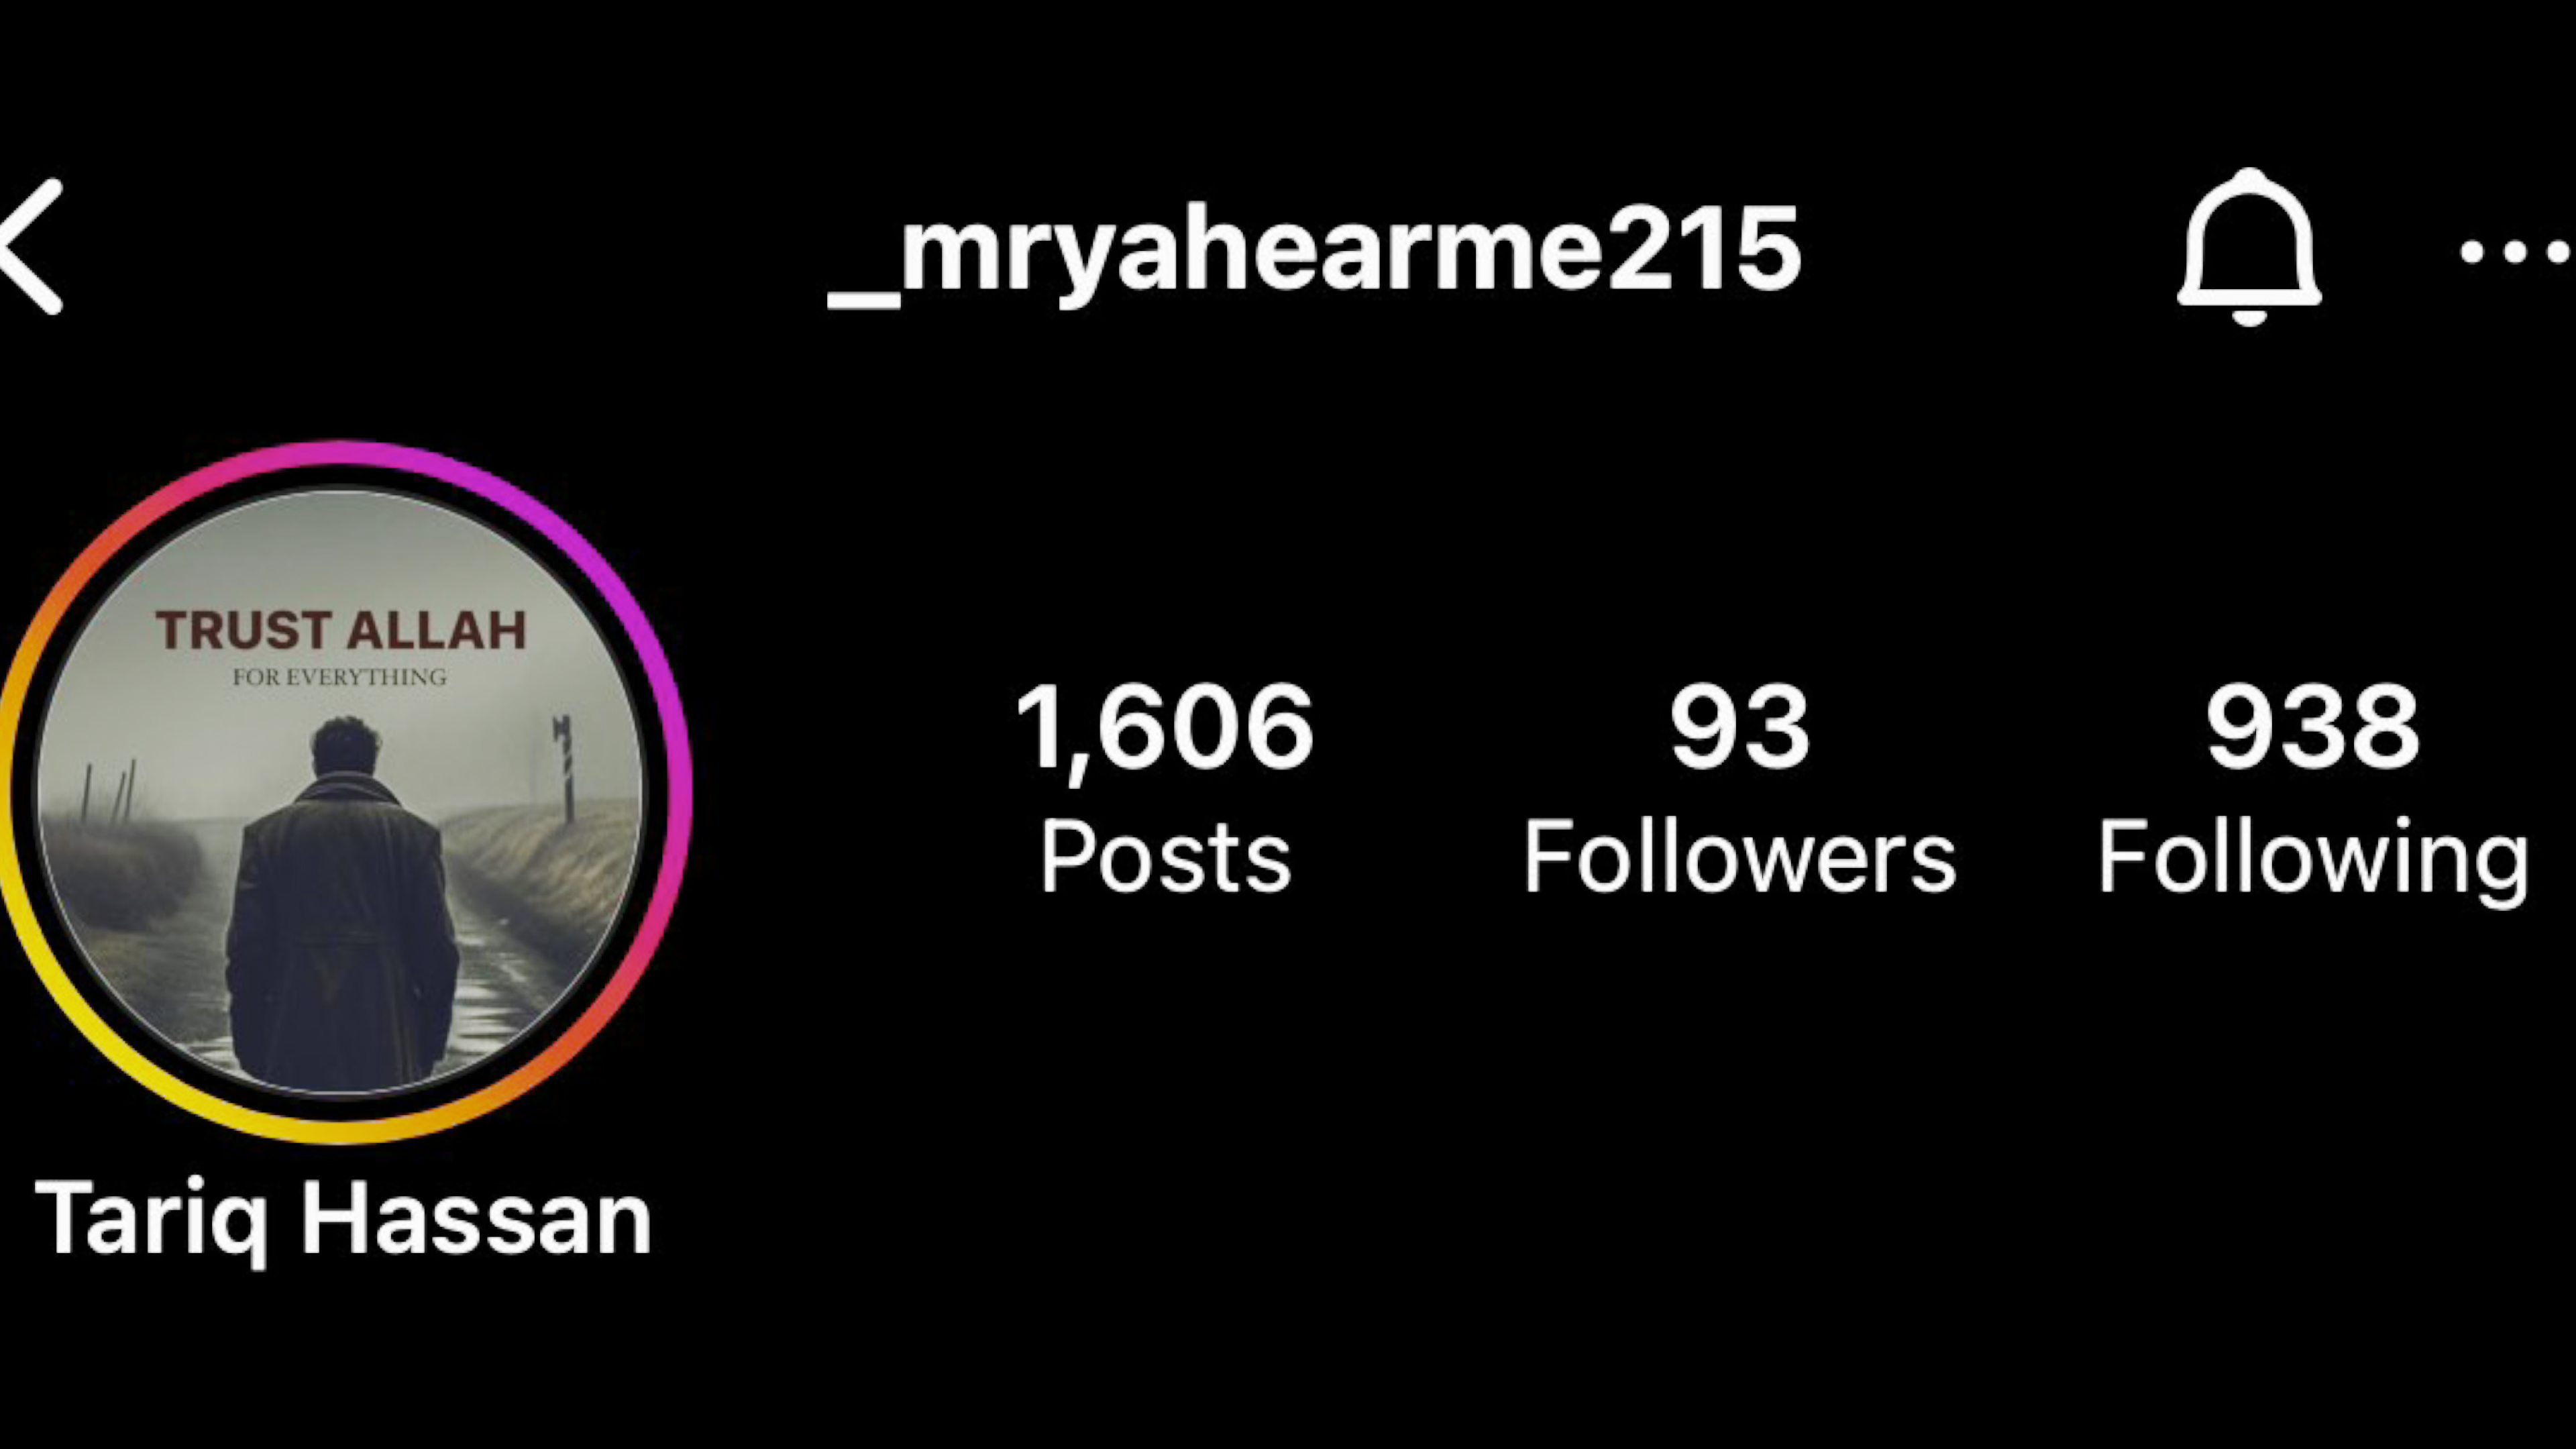 _mryahearme215
TRUST ALLAH
FOR EVERYTHING
1,606
Posts
93
Followers
938
Following
Tariq Hassan